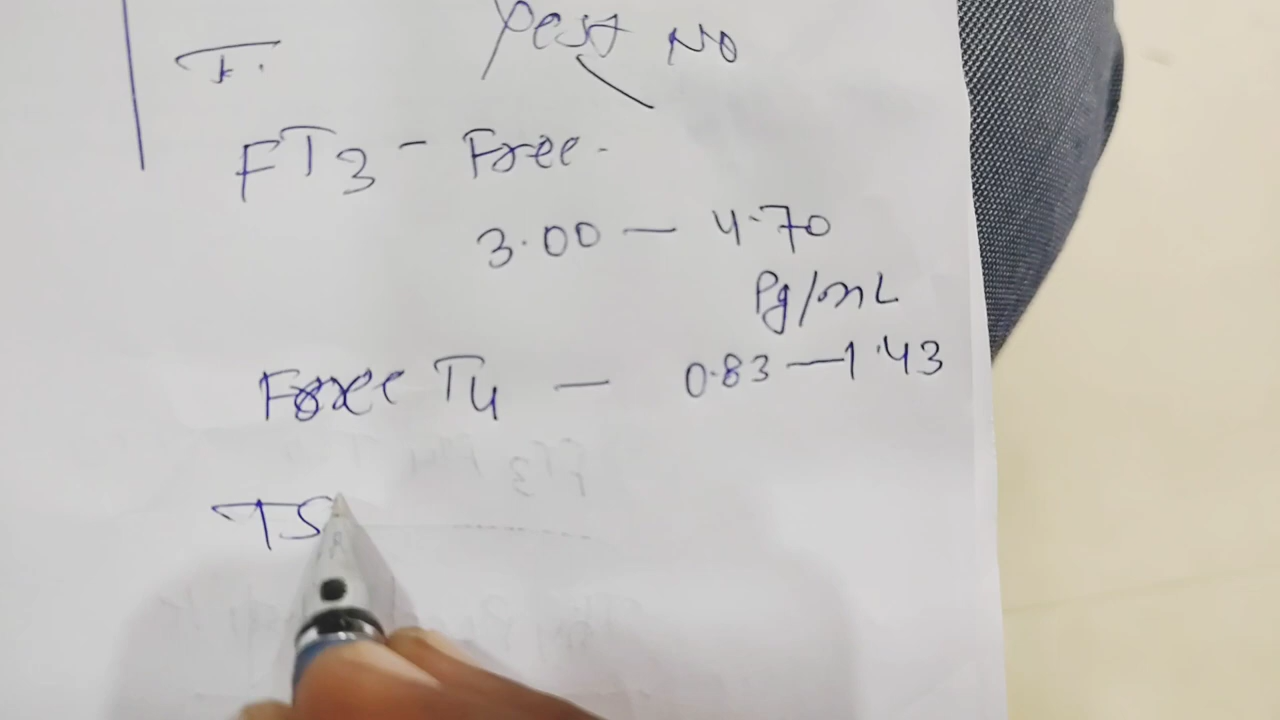 T.
Pest No
FT3 - Free.
3.00 — 4.70
Pg/mL
Free T4 — 0.83 — 1.43
TS